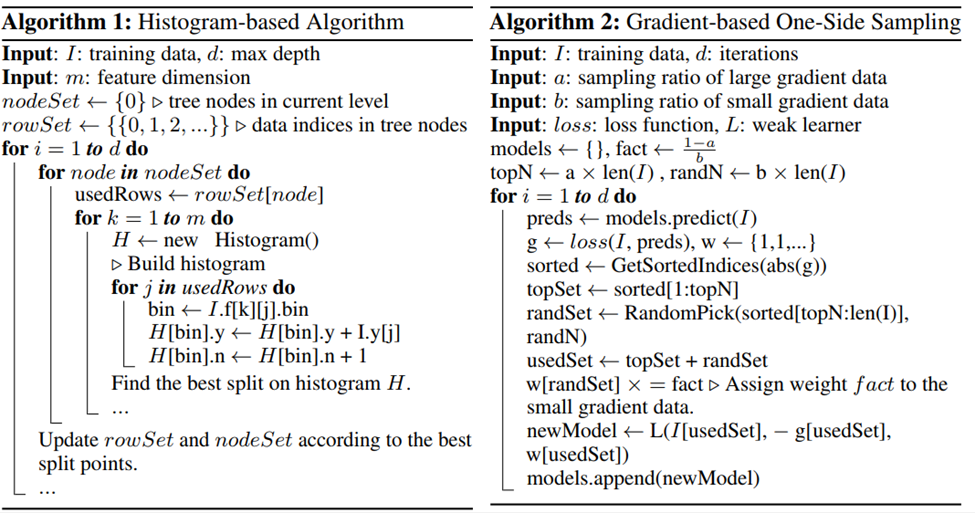 Algorithm 1: Histogram-based Algorithm
Input: I: training data, d: max depth
Input: m: feature dimension
nodeSet ← {0} ▷ tree nodes in current level
rowSet ← {{0, 1, 2, ...}} ▷ data indices in tree nodes
for i = 1 to d do
for node in nodeSet do
usedRows ← rowSet[node]
for k = 1 to m do
H ← new Histogram()
▷ Build histogram
for j in usedRows do
bin ← I.f[k][j].bin
H[bin].y ← H[bin].y + I.y[j]
H[bin].n ← H[bin].n + 1
Find the best split on histogram H.
...
Update rowSet and nodeSet according to the best
split points.
...
Algorithm 2: Gradient-based One-Side Sampling
Input: I: training data, d: iterations
Input: a: sampling ratio of large gradient data
Input: b: sampling ratio of small gradient data
Input: loss: loss function, L: weak learner
models ← {}, fact ← \frac{1-a}{b}
topN ← a × len(I) , randN ← b × len(I)
for i = 1 to d do
preds ← models.predict(I)
g ← loss(I, preds), w ← {1,1,...}
sorted ← GetSortedIndices(abs(g))
topSet ← sorted[1:topN]
randSet ← RandomPick(sorted[topN:len(I)],
randN)
usedSet ← topSet + randSet
w[randSet] × = fact ▷ Assign weight fact to the
small gradient data.
newModel ← L(I[usedSet], − g[usedSet],
w[usedSet])
models.append(newModel)